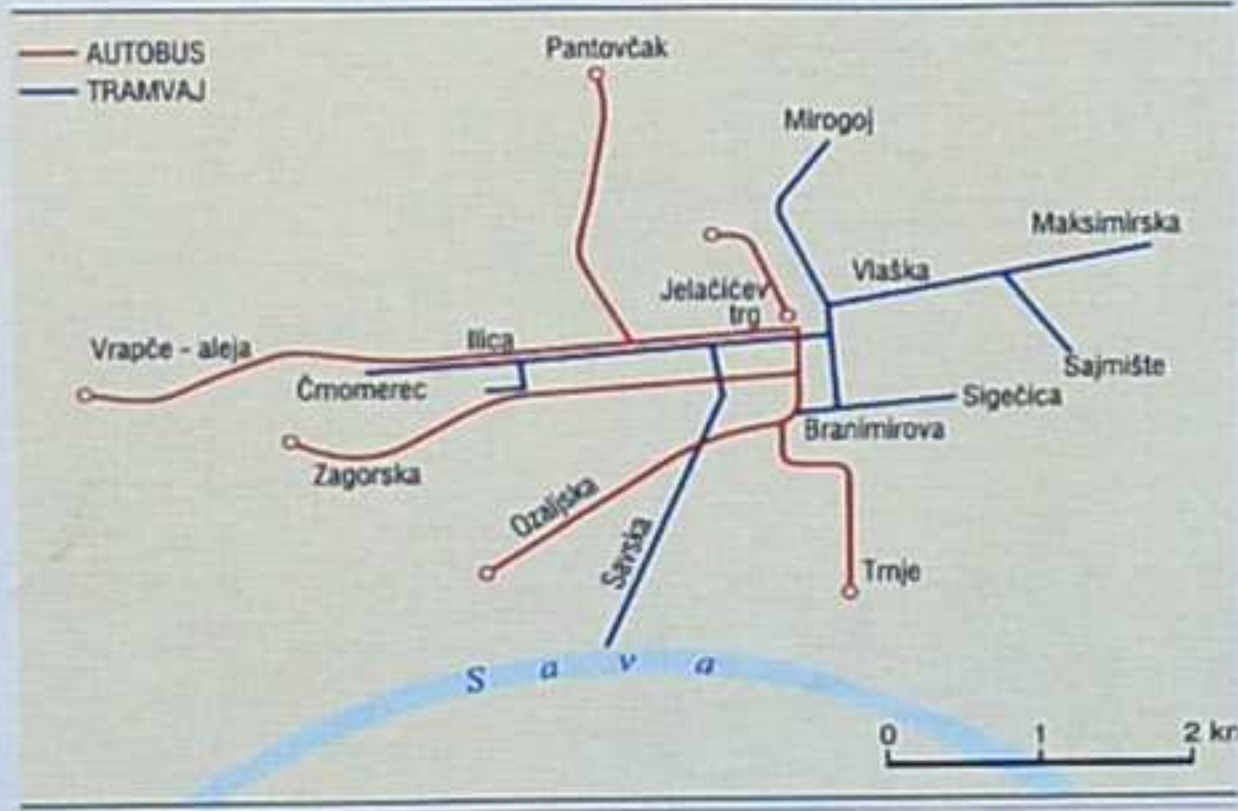 AUTOBUS
TRAMVAJ
Pantovčak
Mirogoj
Maksimirska
Vlaška
Jelačićev
trg
Ilica
Vrapče - aleja
Črnomerec
Sajmište
Sigečica
Branimirova
Zagorska
Ozaljska
Savska
Trnje
Sava
0 1 2 km